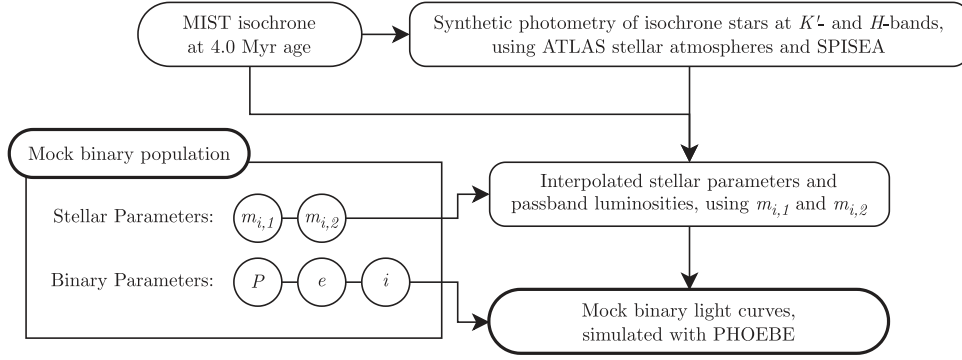 MIST isochrone
at 4.0 Myr age
Synthetic photometry of isochrone stars at K′- and H-bands,
using ATLAS stellar atmospheres and SPISEA
Mock binary population
Stellar Parameters: m_{i,1} m_{i,2}
Binary Parameters: P e i
Interpolated stellar parameters and
passband luminosities, using m_{i,1} and m_{i,2}
Mock binary light curves,
simulated with PHOEBE